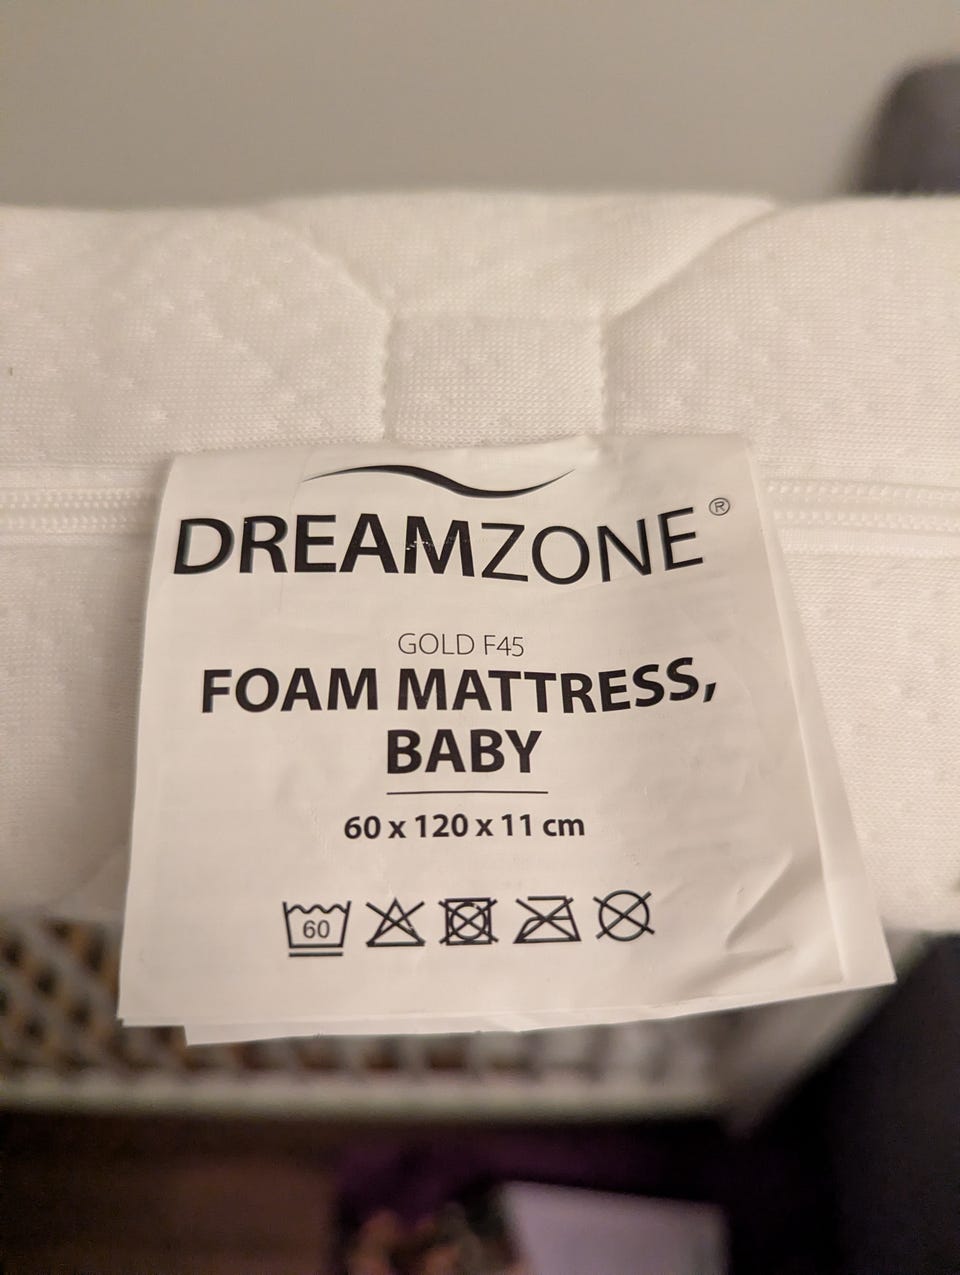 DREAMZONE®
GOLD F45
FOAM MATTRESS,
BABY
60 x 120 x 11 cm
60